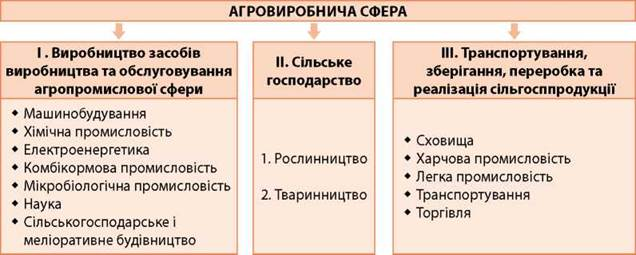 АГРОВИРОБНИЧА СФЕРА
I . Виробництво засобів
виробництва та обслуговування
агропромислової сфери
◆ Машинобудування
◆ Хімічна промисловість
◆ Електроенергетика
◆ Комбікормова промисловість
◆ Мікробіологічна промисловість
◆ Наука
◆ Сільськогосподарське і
меліоративне будівництво
II. Сільське
господарство
1. Рослинництво
2. Тваринництво
III. Транспортування,
зберігання, переробка та
реалізація сільгосппродукції
◆ Сховища
◆ Харчова промисловість
◆ Легка промисловість
◆ Транспортування
◆ Торгівля